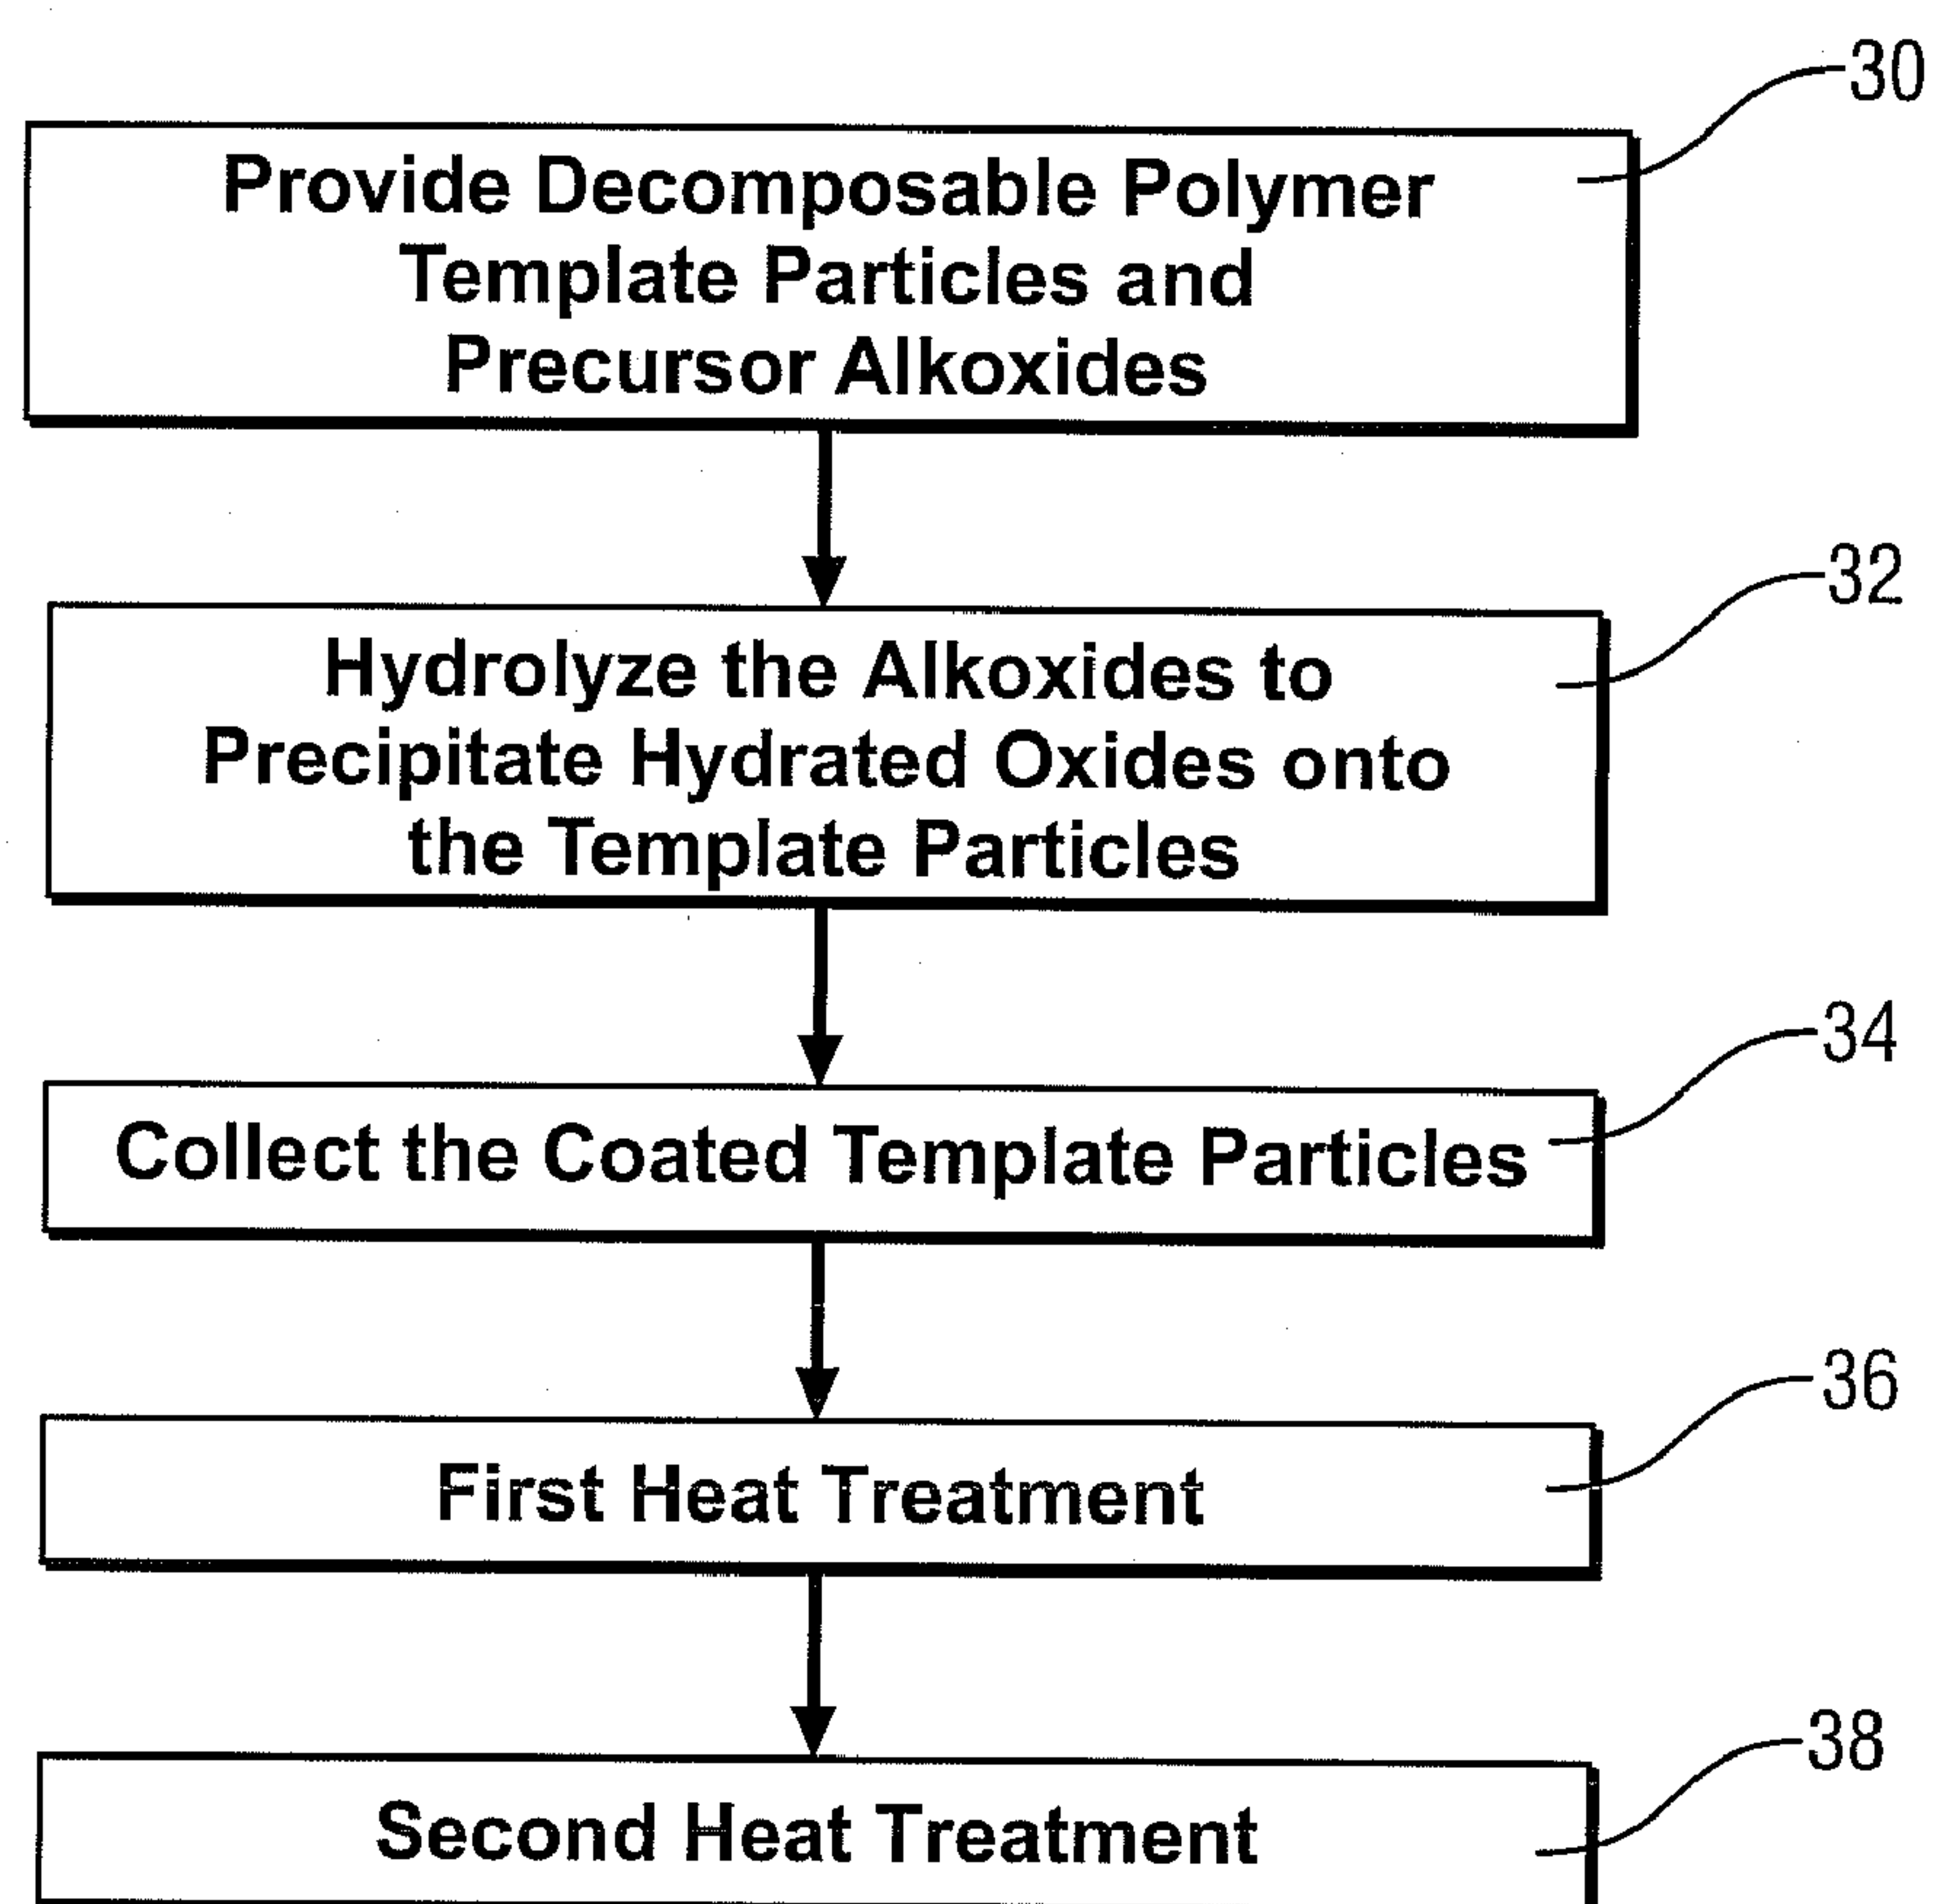 30
Provide Decomposable Polymer
Template Particles and
Precursor Alkoxides
32
Hydrolyze the Alkoxides to
Precipitate Hydrated Oxides onto
the Template Particles
34
Collect the Coated Template Particles
36
First Heat Treatment
38
Second Heat Treatment